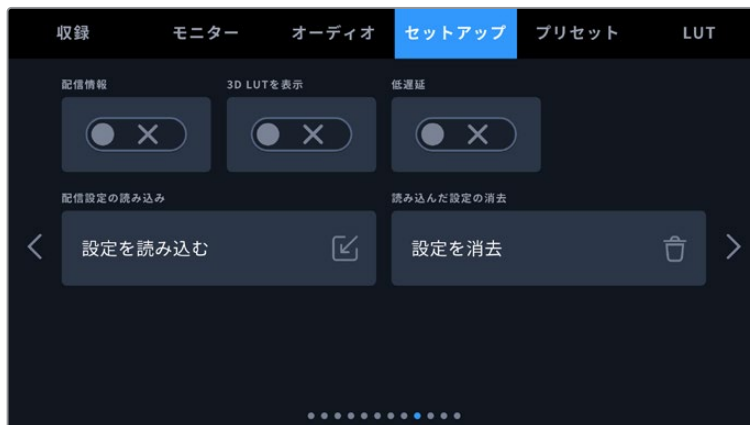 収録 モニター オーディオ セットアップ プリセット LUT
配信情報 3D LUTを表示 低遅延
配信設定の読み込み 読み込んだ設定の消去
設定を読み込む 設定を消去